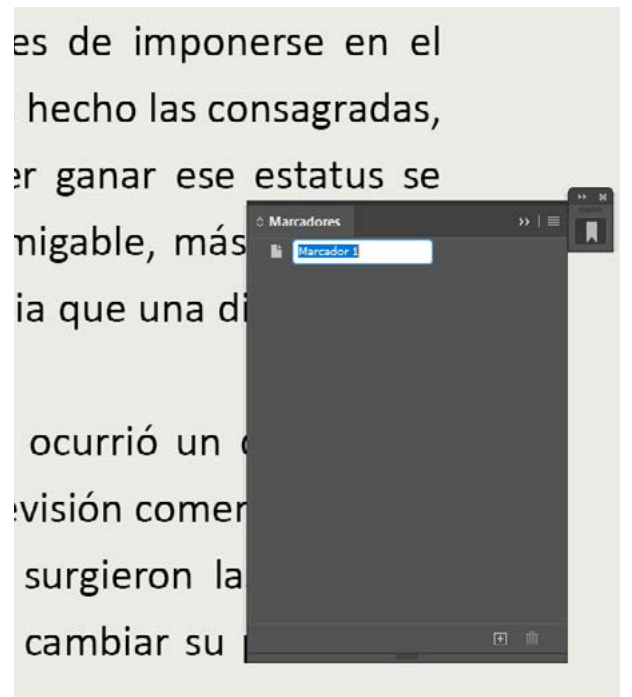 es de imponerse en el
hecho las consagradas,
er ganar ese estatus se
migable, más
ia que una di
ocurrió un
evisión comer
surgieron la
cambiar su
Marcadores
Marcador 1